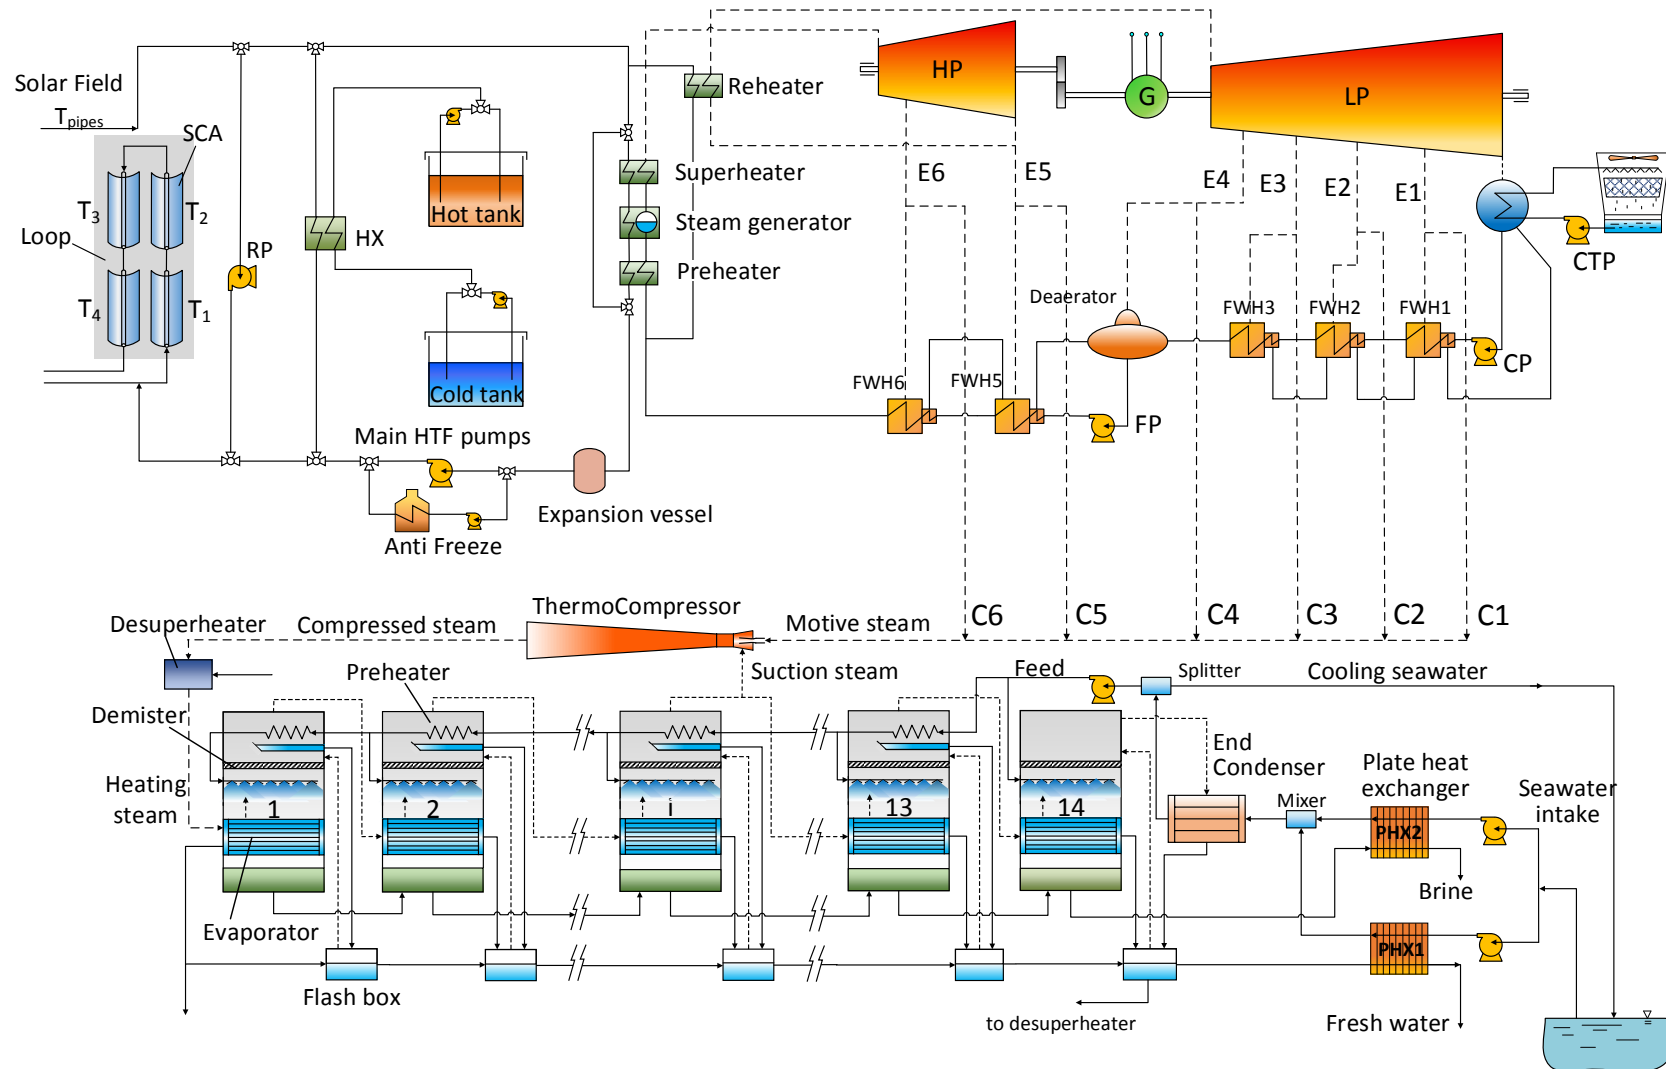 Solar Field
T_pipes
SCA
T3
T2
Loop
T4
T1
RP
HX
Hot tank
Cold tank
Main HTF pumps
Anti Freeze
Expansion vessel
Reheater
Superheater
Steam generator
Preheater
HP
G
LP
E6
E5
E4
E3
E2
E1
CTP
Deaerator
FWH3
FWH2
FWH1
CP
FWH6
FWH5
FP
C6
C5
C4
C3
C2
C1
ThermoCompressor
Motive steam
Compressed steam
Desuperheater
Suction steam
Preheater
Feed
Splitter
Cooling seawater
Demister
Heating
steam
1
2
i
13
14
End
Condenser
Mixer
Plate heat
exchanger
PHX2
Seawater
intake
Brine
Evaporator
PHX1
Flash box
to desuperheater
Fresh water